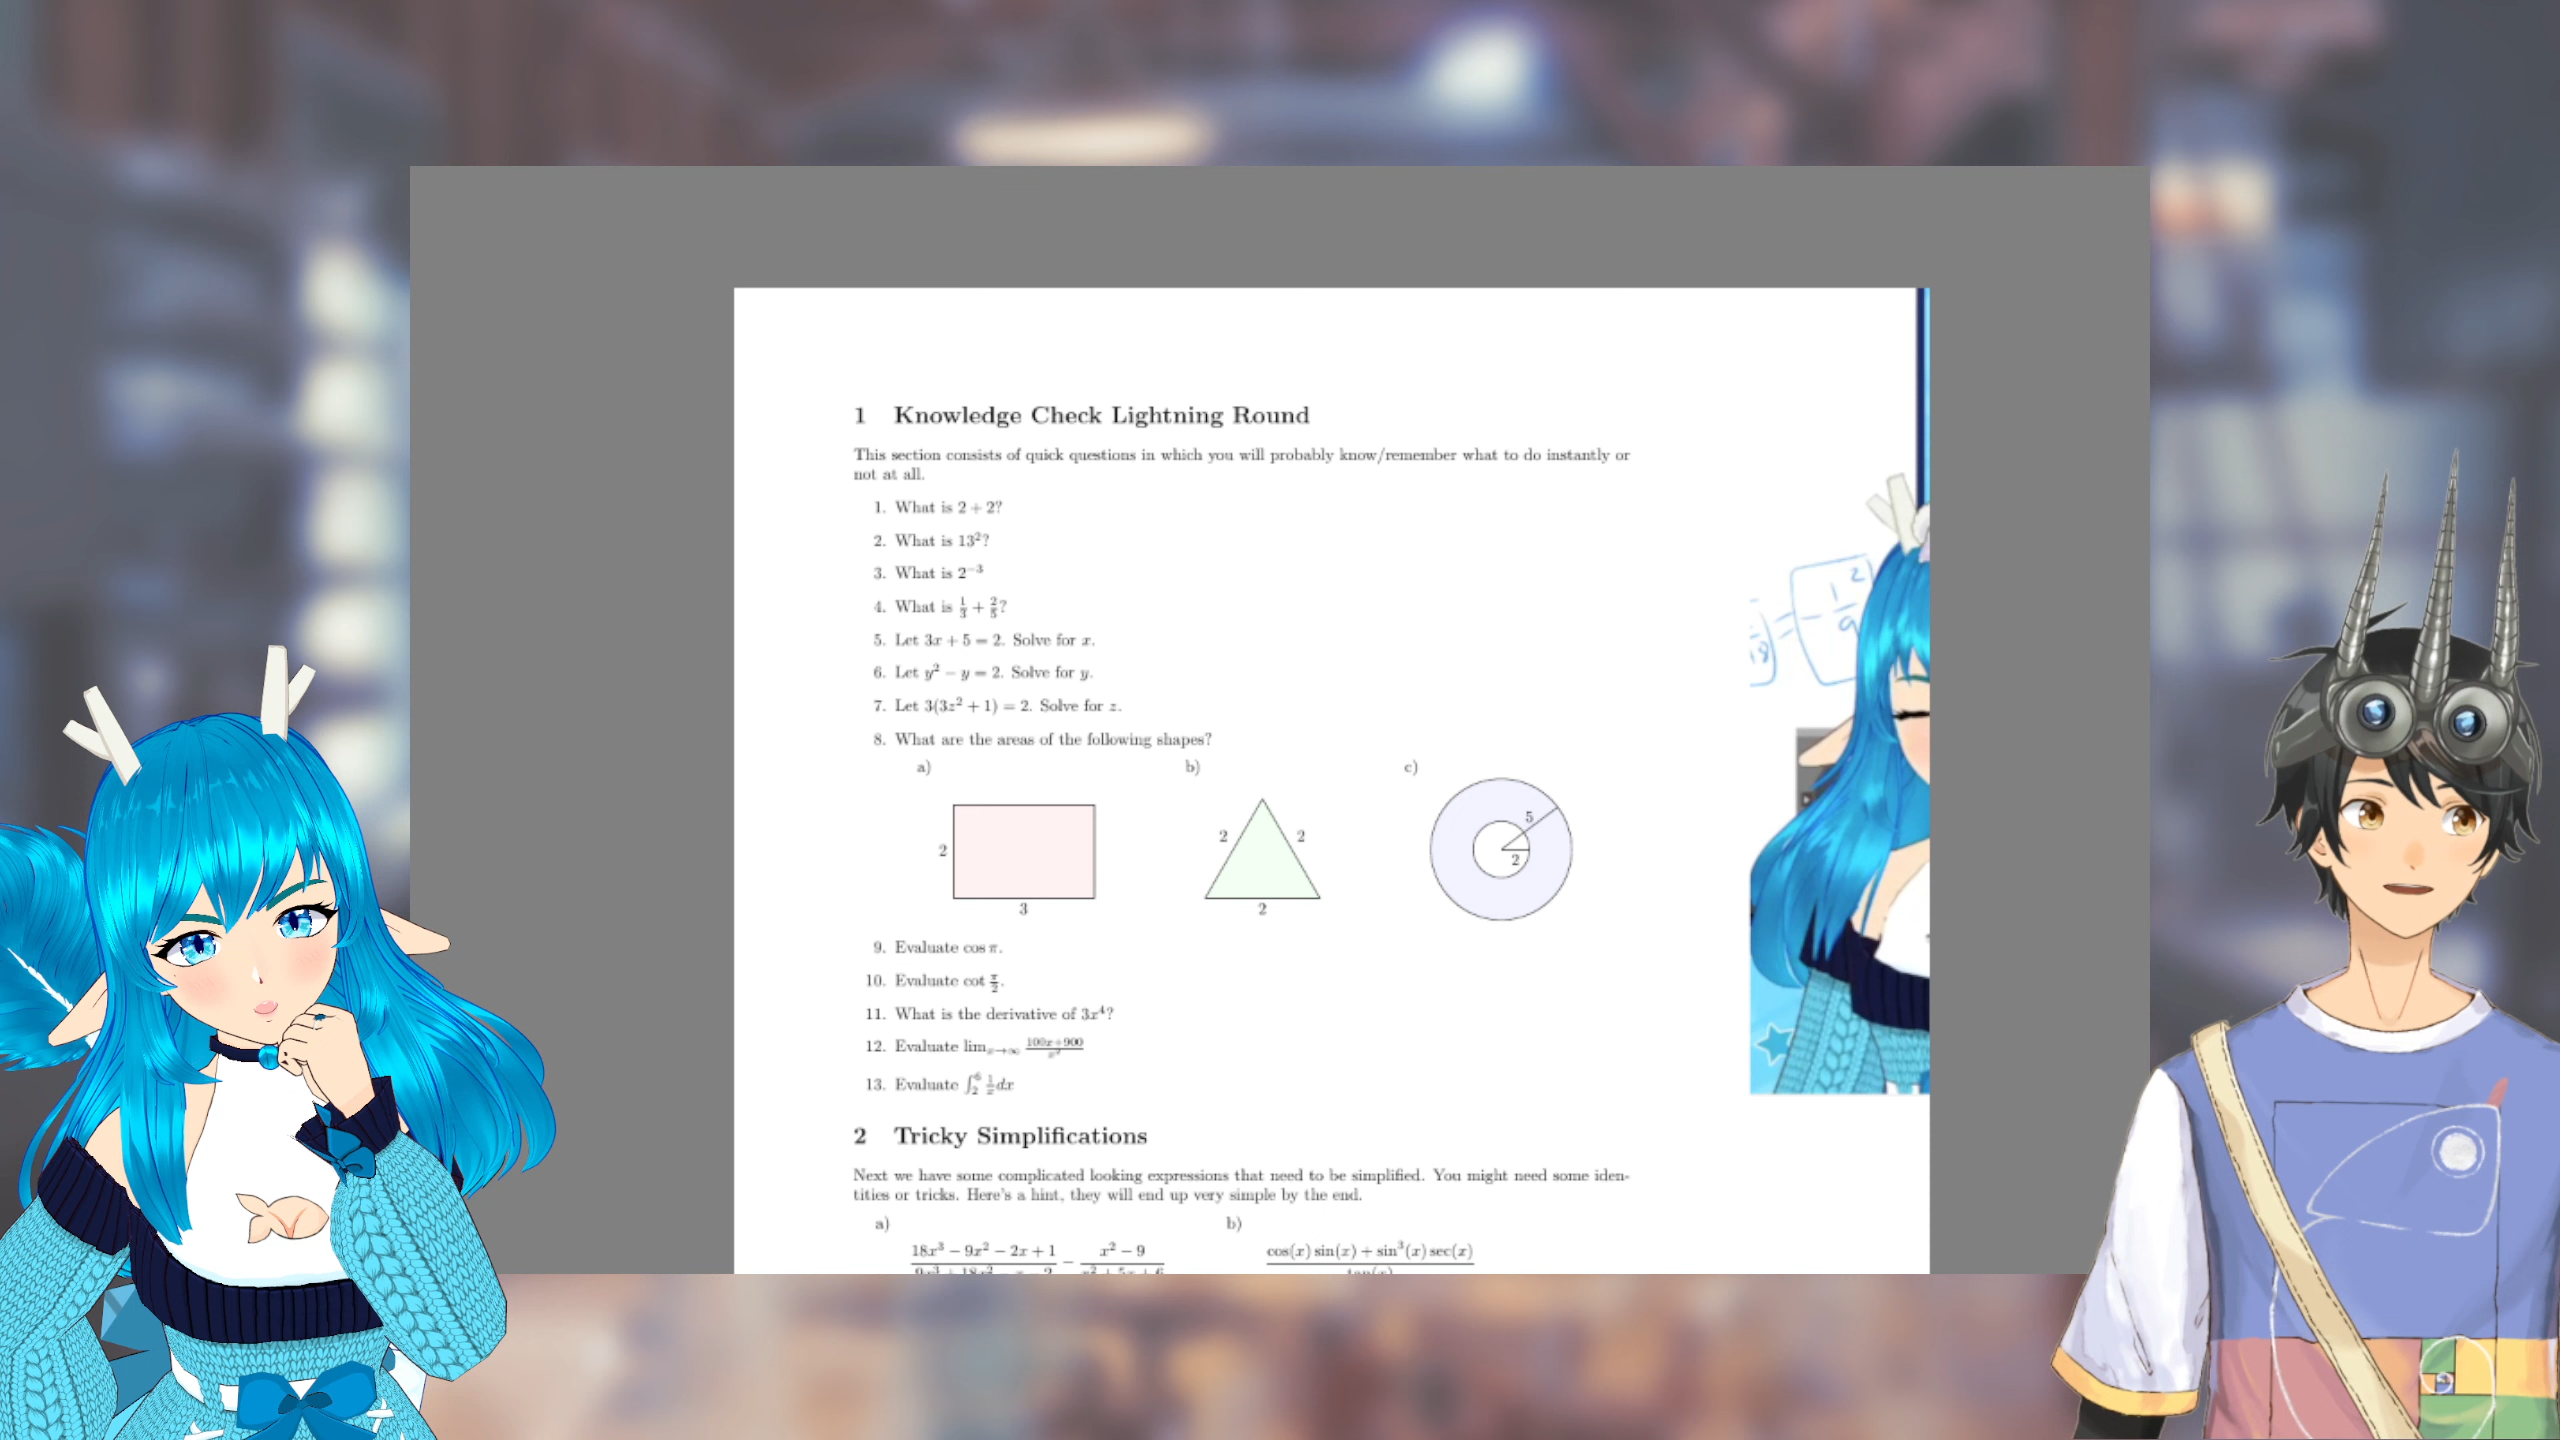 1 Knowledge Check Lightning Round
This section consists of quick questions in which you will probably know/remember what to do instantly or
not at all.
1. What is 2 + 2?
2. What is 13²?
3. What is 2⁻³
4. What is 1/3 + 2/5?
5. Let 3x + 5 = 2. Solve for x.
6. Let y² − y = 2. Solve for y.
7. Let 3(3z² + 1) = 2. Solve for z.
8. What are the areas of the following shapes?
a) b) c)
2 3
2 2 2
5 2
9. Evaluate cos π.
10. Evaluate cot π/2.
11. What is the derivative of 3x⁴?
12. Evaluate lim x→∞ (100x+900)/x²
13. Evaluate ∫₂⁶ 1/x dx
2 Tricky Simplifications
Next we have some complicated looking expressions that need to be simplified. You might need some iden-
tities or tricks. Here's a hint, they will end up very simple by the end.
a) b)
18x³ − 9x² − 2x + 1 − x² − 9 cos(x) sin(x) + sin³(x) sec(x)